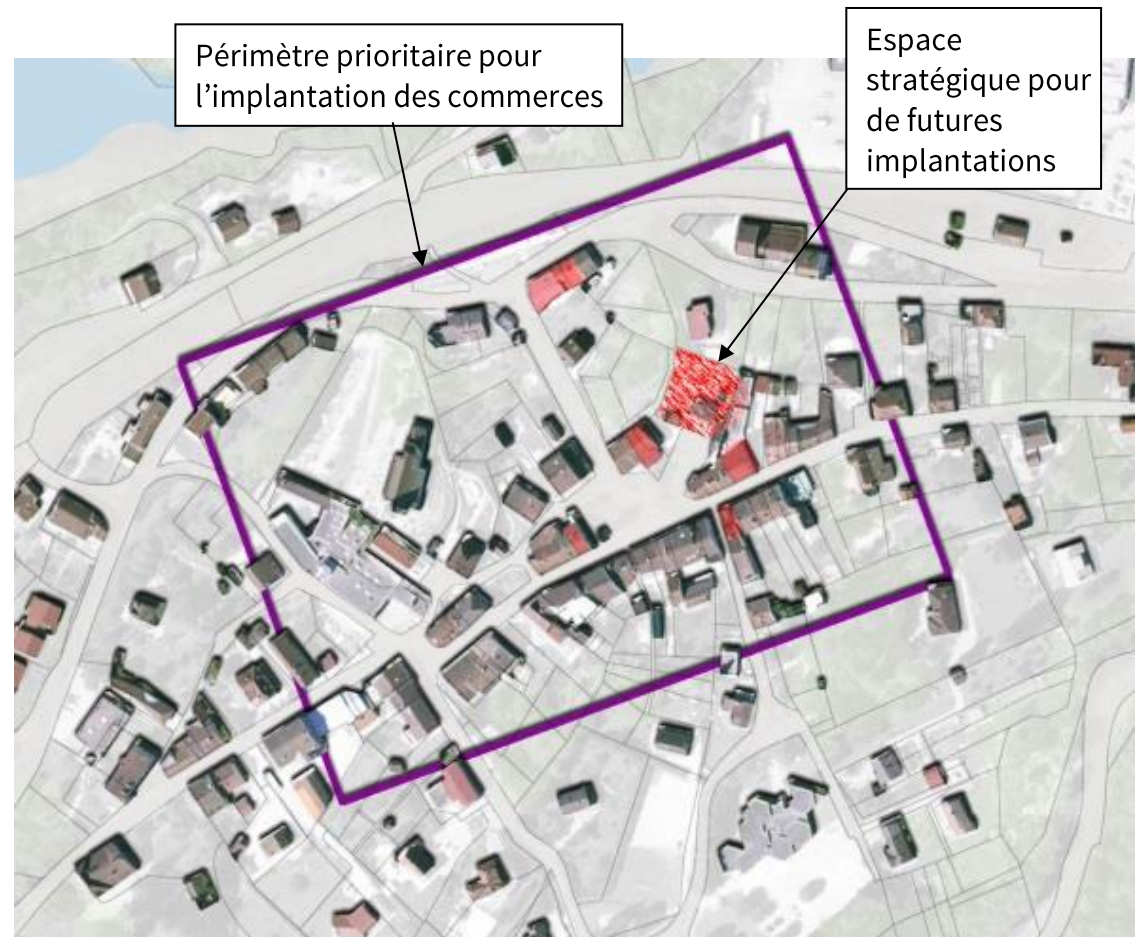 Périmètre prioritaire pour
l'implantation des commerces
Espace
stratégique pour
de futures
implantations